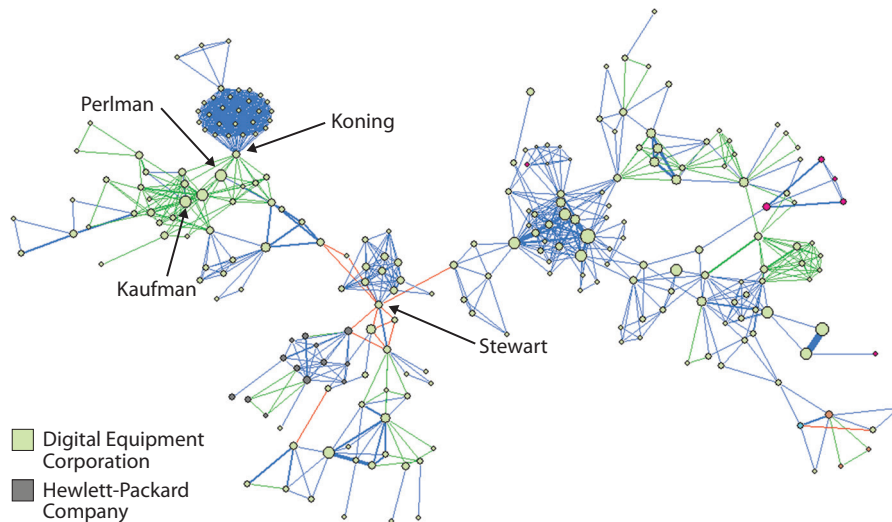 Perlman
Koning
Kaufman
Stewart
Digital Equipment
Corporation
Hewlett-Packard
Company